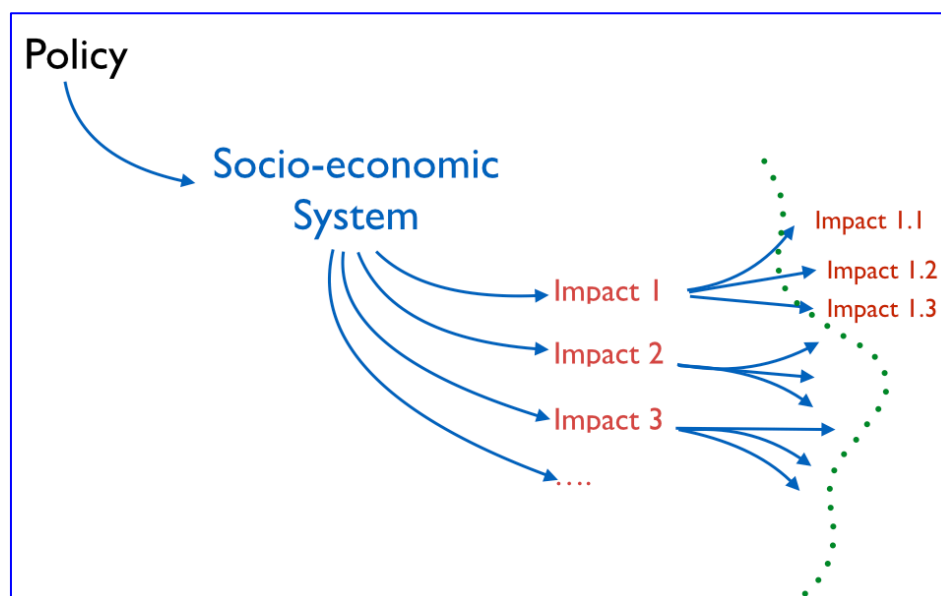 Policy
Socio-economic
System
Impact 1.1
Impact 1.2
Impact 1
Impact 1.3
Impact 2
Impact 3
....